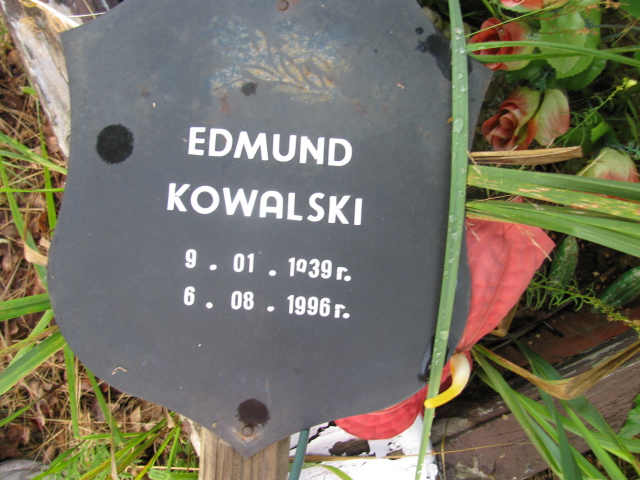 EDMUND
KOWALSKI
9 . 01 . 1939 r.
6 . 08 . 1996 r.